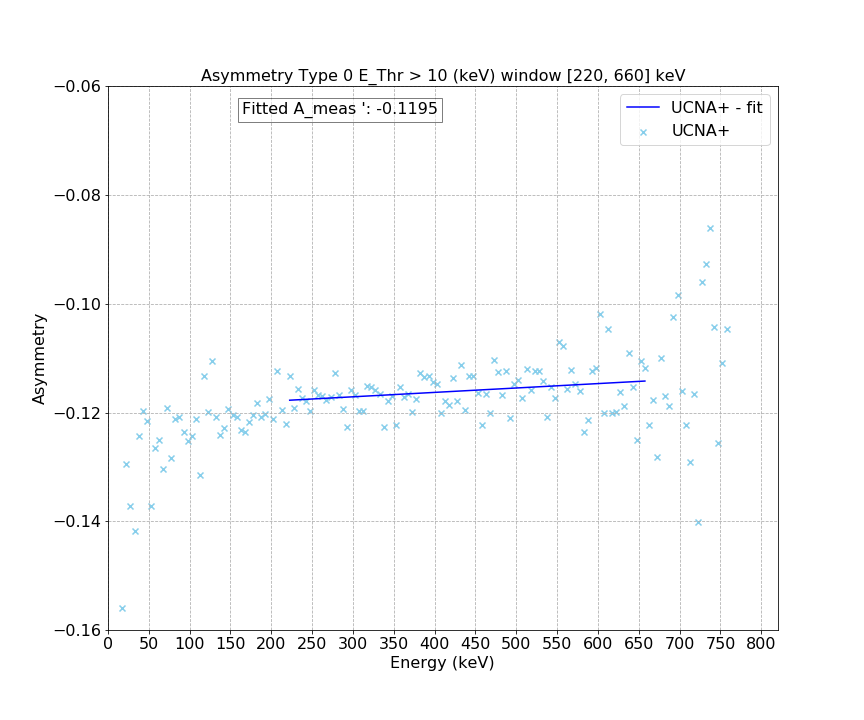 Asymmetry Type 0 E_Thr > 10 (keV) window [220, 660] keV
−0.06
Fitted A_meas ': -0.1195
UCNA+ - fit
UCNA+
−0.08
−0.10
Asymmetry
−0.12
−0.14
−0.16
0 50 100 150 200 250 300 350 400 450 500 550 600 650 700 750 800
Energy (keV)